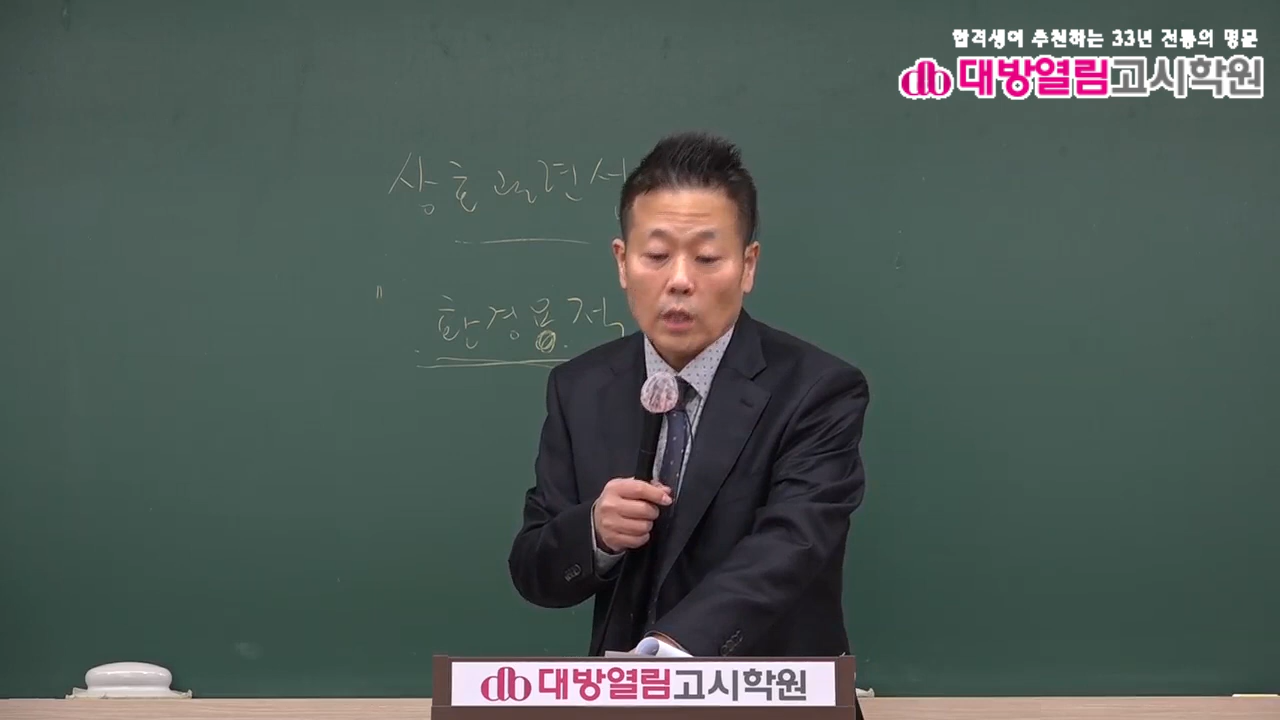 합격생이 추천하는 33년 전통의 명문
대방열림고시학원
상호관련성
"환경용적
대방열림고시학원